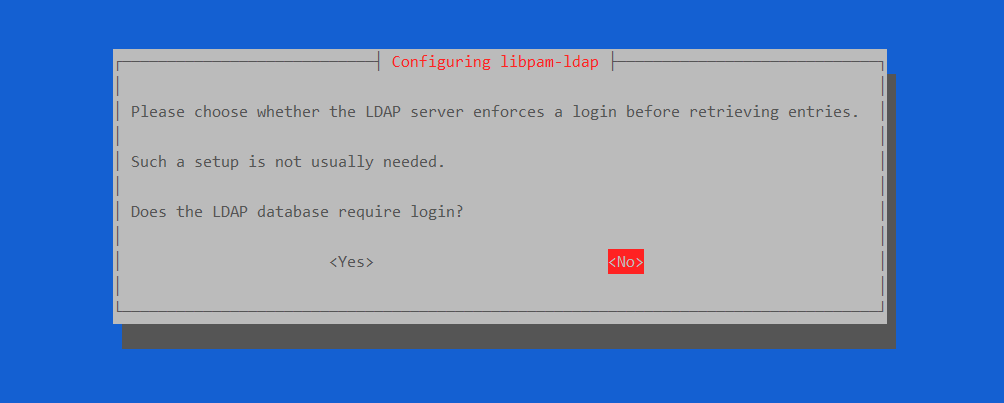 Configuring libpam-ldap
Please choose whether the LDAP server enforces a login before retrieving entries.
Such a setup is not usually needed.
Does the LDAP database require login?
<Yes> <No>